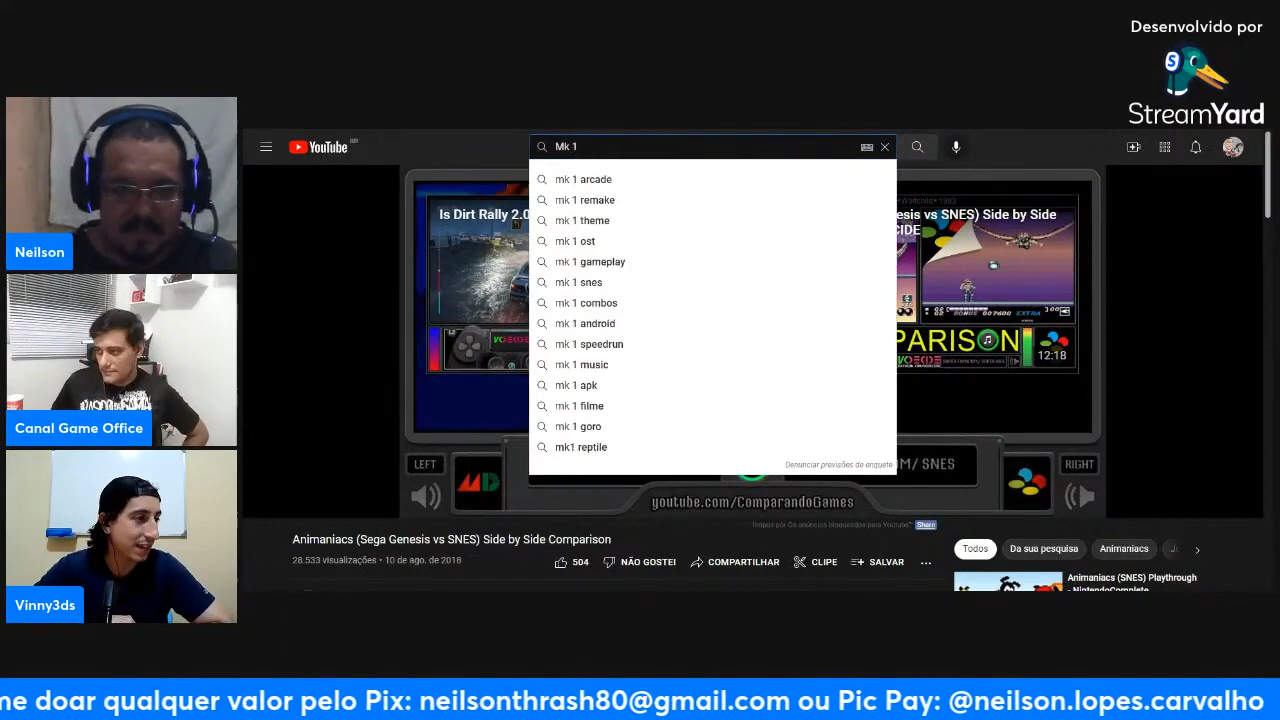 Desenvolvido por
StreamYard
YouTube BR
Mk 1
mk 1 arcade
mk 1 remake
mk 1 theme
mk 1 ost
mk 1 gameplay
mk 1 snes
mk 1 combos
mk 1 android
mk 1 speedrun
mk 1 music
mk 1 apk
mk 1 filme
mk 1 goro
mk1 reptile
Denunciar previsões de enquete
Is Dirt Rally 2.0
esis vs SNES) Side by Side
CIDE
PARISON
12:18
LEFT
MD
M/ SNES
RIGHT
youtube.com/ComparandoGames
Share
Animaniacs (Sega Genesis vs SNES) Side by Side Comparison
28.533 visualizações • 10 de ago. de 2018
504
NÃO GOSTEI
COMPARTILHAR
CLIPE
SALVAR
Todos
Da sua pesquisa
Animaniacs
Animaniacs (SNES) Playthrough
- NintendoComplete
Neilson
Canal Game Office
Vinny3ds
me doar qualquer valor pelo Pix: neilsonthrash80@gmail.com ou Pic Pay: @neilson.lopes.carvalho